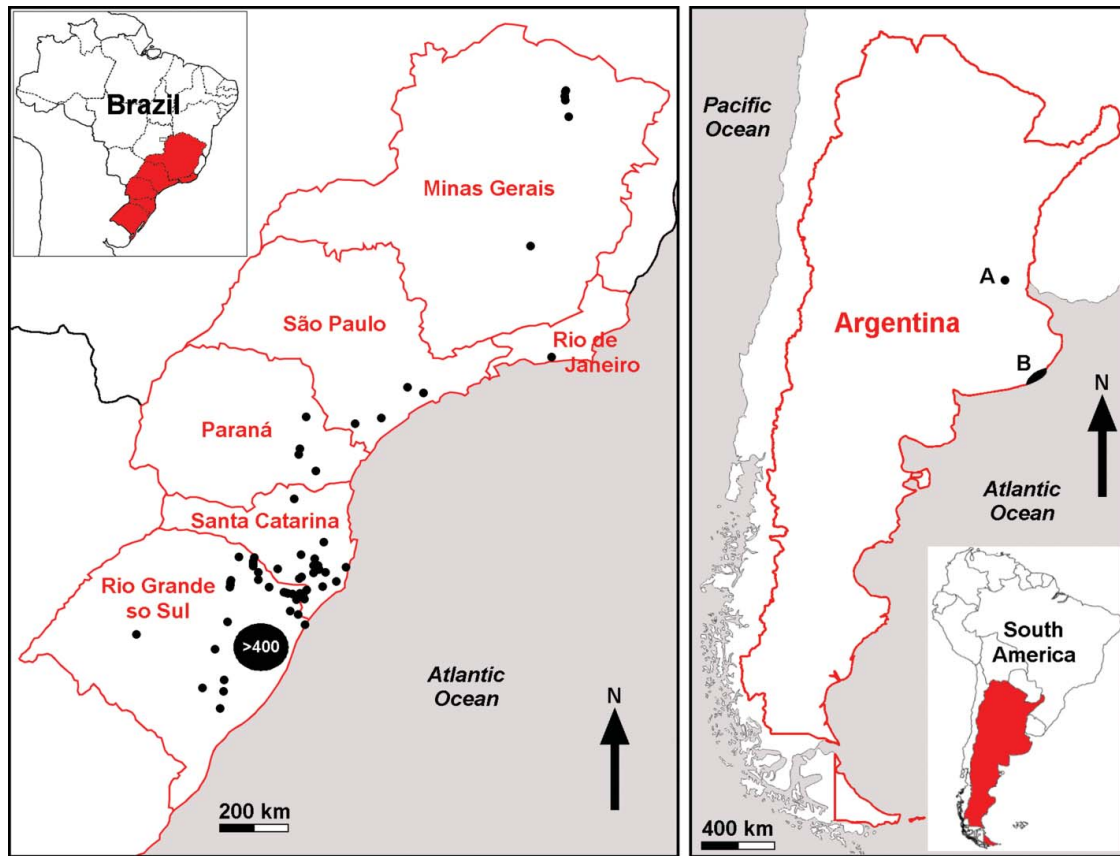 Brazil
Minas Gerais
São Paulo
Rio de
Janeiro
Paraná
Santa Catarina
Rio Grande
so Sul
>400
Atlantic
Ocean
N
200 km
Pacific
Ocean
A
Argentina
B
N
Atlantic
Ocean
South
America
400 km